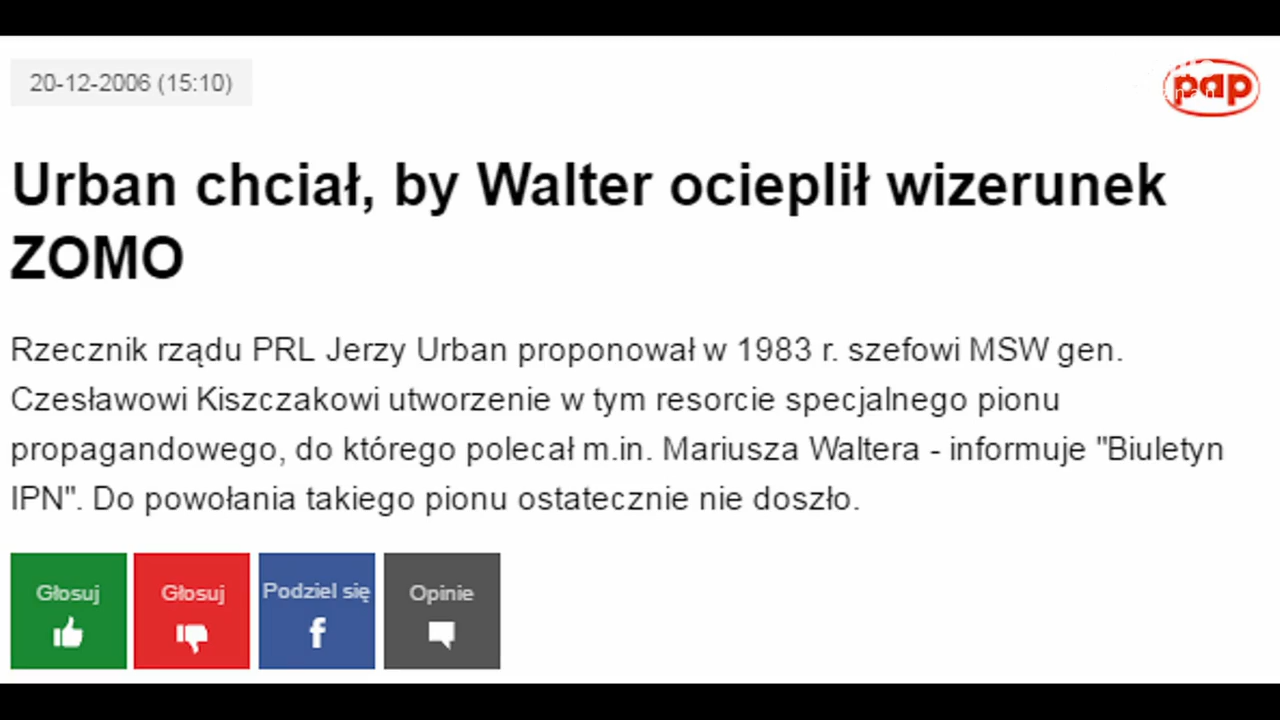 20-12-2006 (15:10)
pap
Urban chciał, by Walter ocieplił wizerunek
ZOMO
Rzecznik rządu PRL Jerzy Urban proponował w 1983 r. szefowi MSW gen.
Czesławowi Kiszczakowi utworzenie w tym resorcie specjalnego pionu
propagandowego, do którego polecał m.in. Mariusza Waltera - informuje "Biuletyn
IPN". Do powołania takiego pionu ostatecznie nie doszło.
Głosuj Głosuj Podziel się Opinie